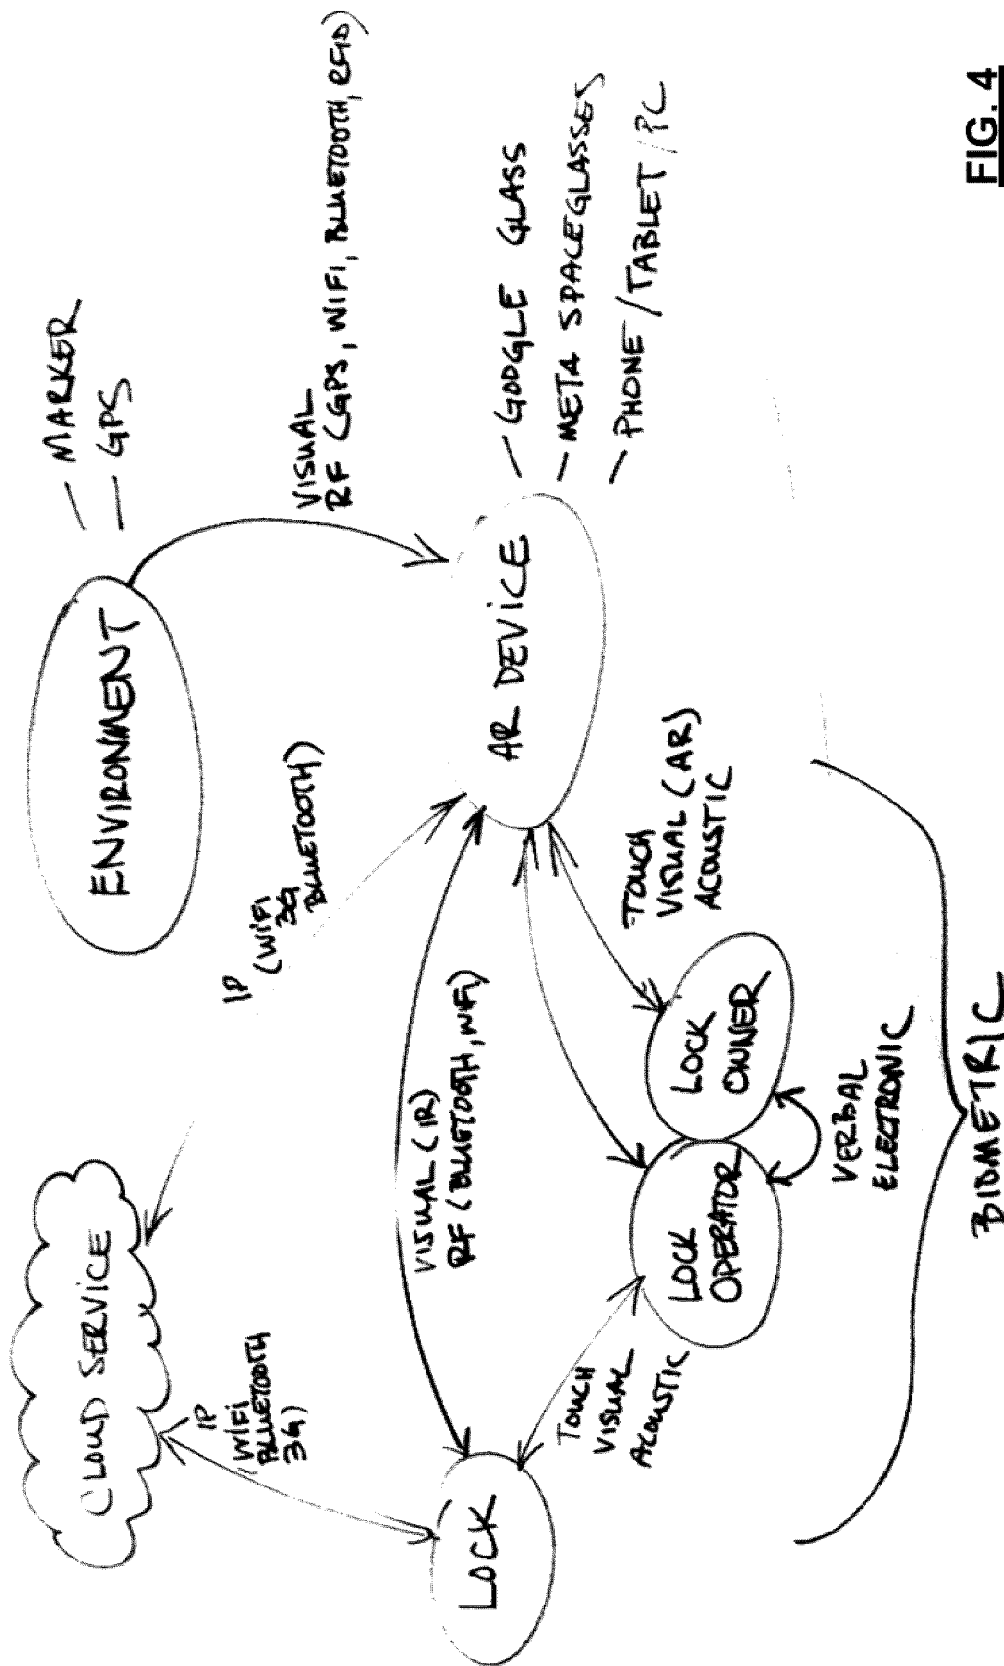 CLOUD SERVICE
ENVIRONMENT
— MARKER
— GPS
IP
(WIFI
BLUETOOTH
3G)
IP
(WIFI
3G
BLUETOOTH)
VISUAL
RF (GPS, WIFI, BLUETOOTH, RFID)
VISUAL (IR)
RF (BLUETOOTH, WIFI)
LOCK
AR DEVICE
— GOOGLE GLASS
— META SPACEGLASSES
— PHONE / TABLET / PC
TOUCH
VISUAL
ACOUSTIC
TOUCH
VISUAL (AR)
ACOUSTIC
LOCK
OPERATOR
LOCK
OWNER
VERBAL
ELECTRONIC
BIOMETRIC
FIG. 4